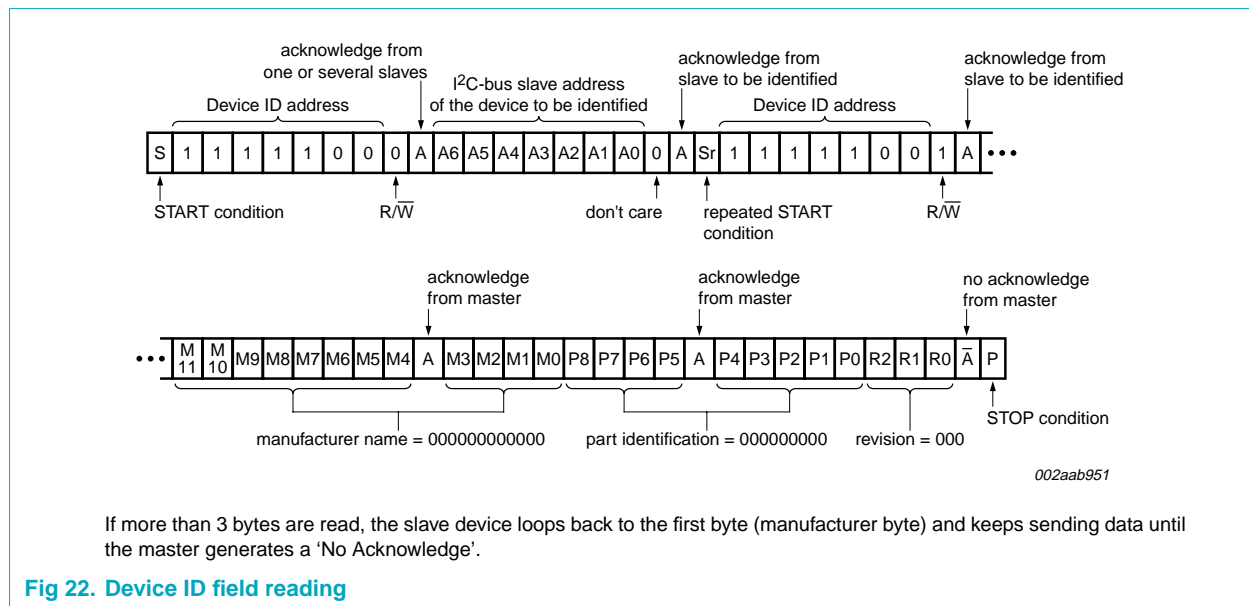 acknowledge from
one or several slaves
I²C-bus slave address
of the device to be identified
acknowledge from
slave to be identified
acknowledge from
slave to be identified
Device ID address
Device ID address
S 1 1 1 1 1 0 0 0 A A6 A5 A4 A3 A2 A1 A0 0 A Sr 1 1 1 1 1 0 0 1 A •••
START condition
R/W̅
don't care
repeated START
condition
R/W̅
acknowledge
from master
acknowledge
from master
no acknowledge
from master
••• M11 M10 M9 M8 M7 M6 M5 M4 A M3 M2 M1 M0 P8 P7 P6 P5 A P4 P3 P2 P1 P0 R2 R1 R0 A̅ P
STOP condition
manufacturer name = 000000000000
part identification = 000000000
revision = 000
002aab951
If more than 3 bytes are read, the slave device loops back to the first byte (manufacturer byte) and keeps sending data until
the master generates a ‘No Acknowledge’.
Fig 22. Device ID field reading